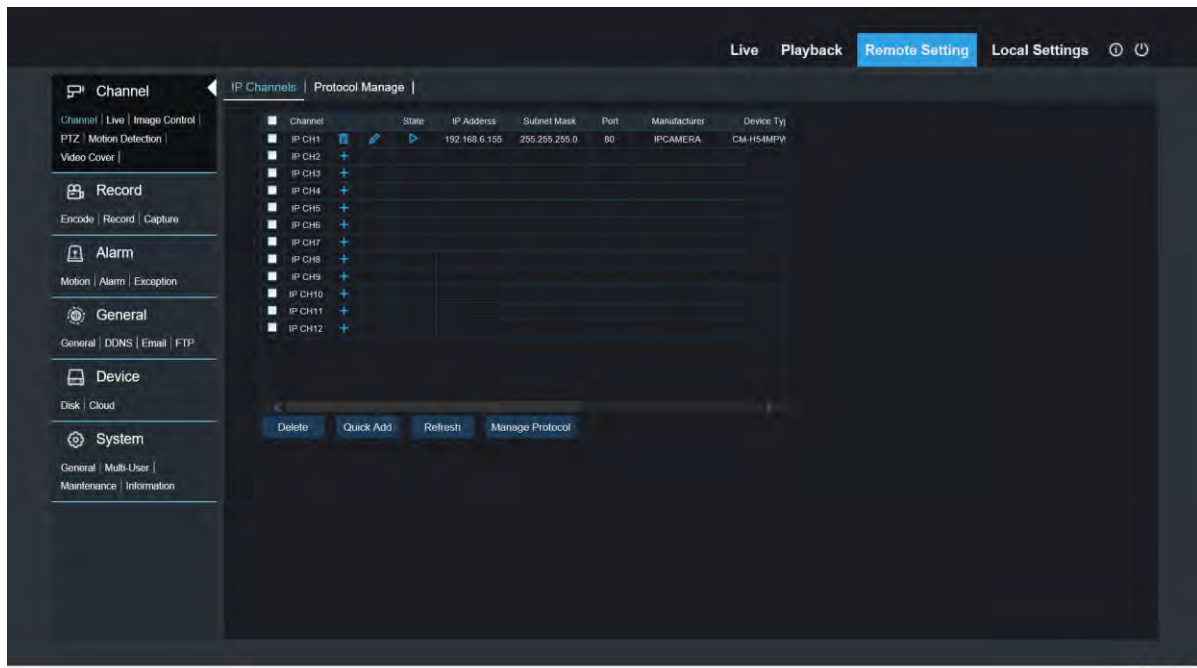 Live Playback Remote Setting Local Settings
Channel
Channel | Live | Image Control |
PTZ | Motion Detection |
Video Cover |
Record
Encode | Record | Capture
Alarm
Motion | Alarm | Exception
General
General | DDNS | Email | FTP
Device
Disk | Cloud
System
General | Multi-User |
Maintenance | Information
IP Channels | Protocol Manage |
Channel State IP Adderss Subnet Mask Port Manufacturer Device Typ
IP CH1 192.168.6.155 255.255.255.0 80 IPCAMERA CM-H54MPW
IP CH2 +
IP CH3 +
IP CH4 +
IP CH5 +
IP CH6 +
IP CH7 +
IP CH8 +
IP CH9 +
IP CH10 +
IP CH11 +
IP CH12 +
Delete Quick Add Refresh Manage Protocol